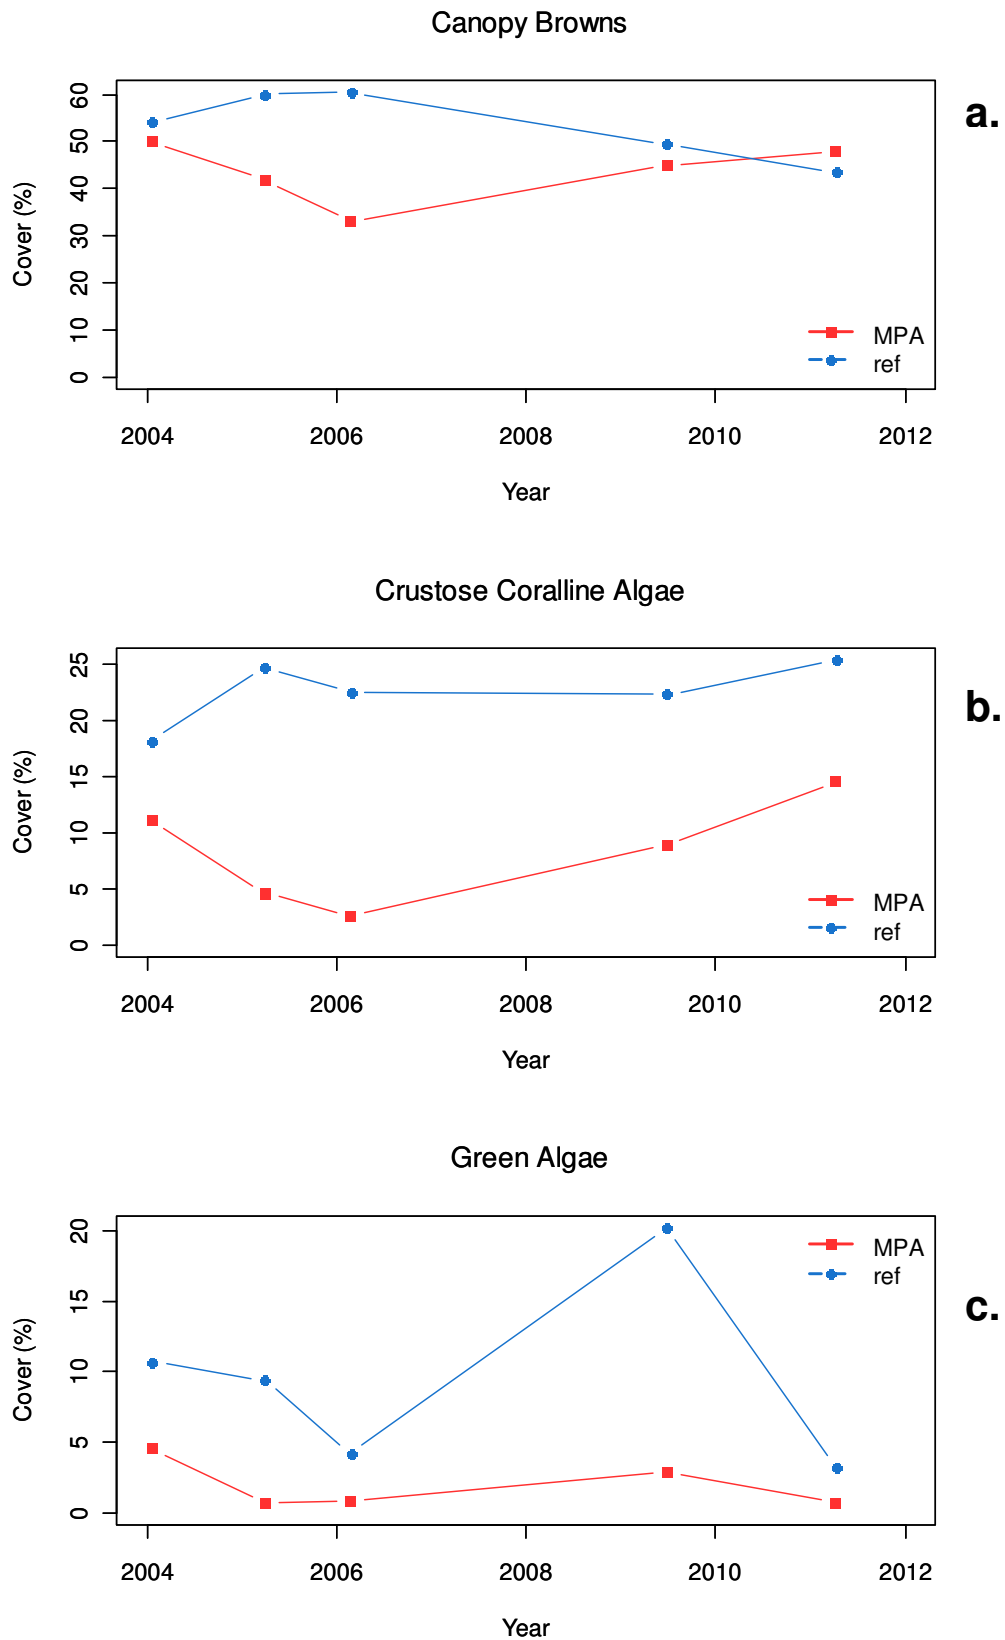 Canopy Browns
a.
Cover (%)
60
50
40
30
20
10
0
MPA
ref
2004 2006 2008 2010 2012
Year
Crustose Coralline Algae
b.
Cover (%)
25
20
15
10
5
0
MPA
ref
2004 2006 2008 2010 2012
Year
Green Algae
c.
Cover (%)
20
15
10
5
0
MPA
ref
2004 2006 2008 2010 2012
Year